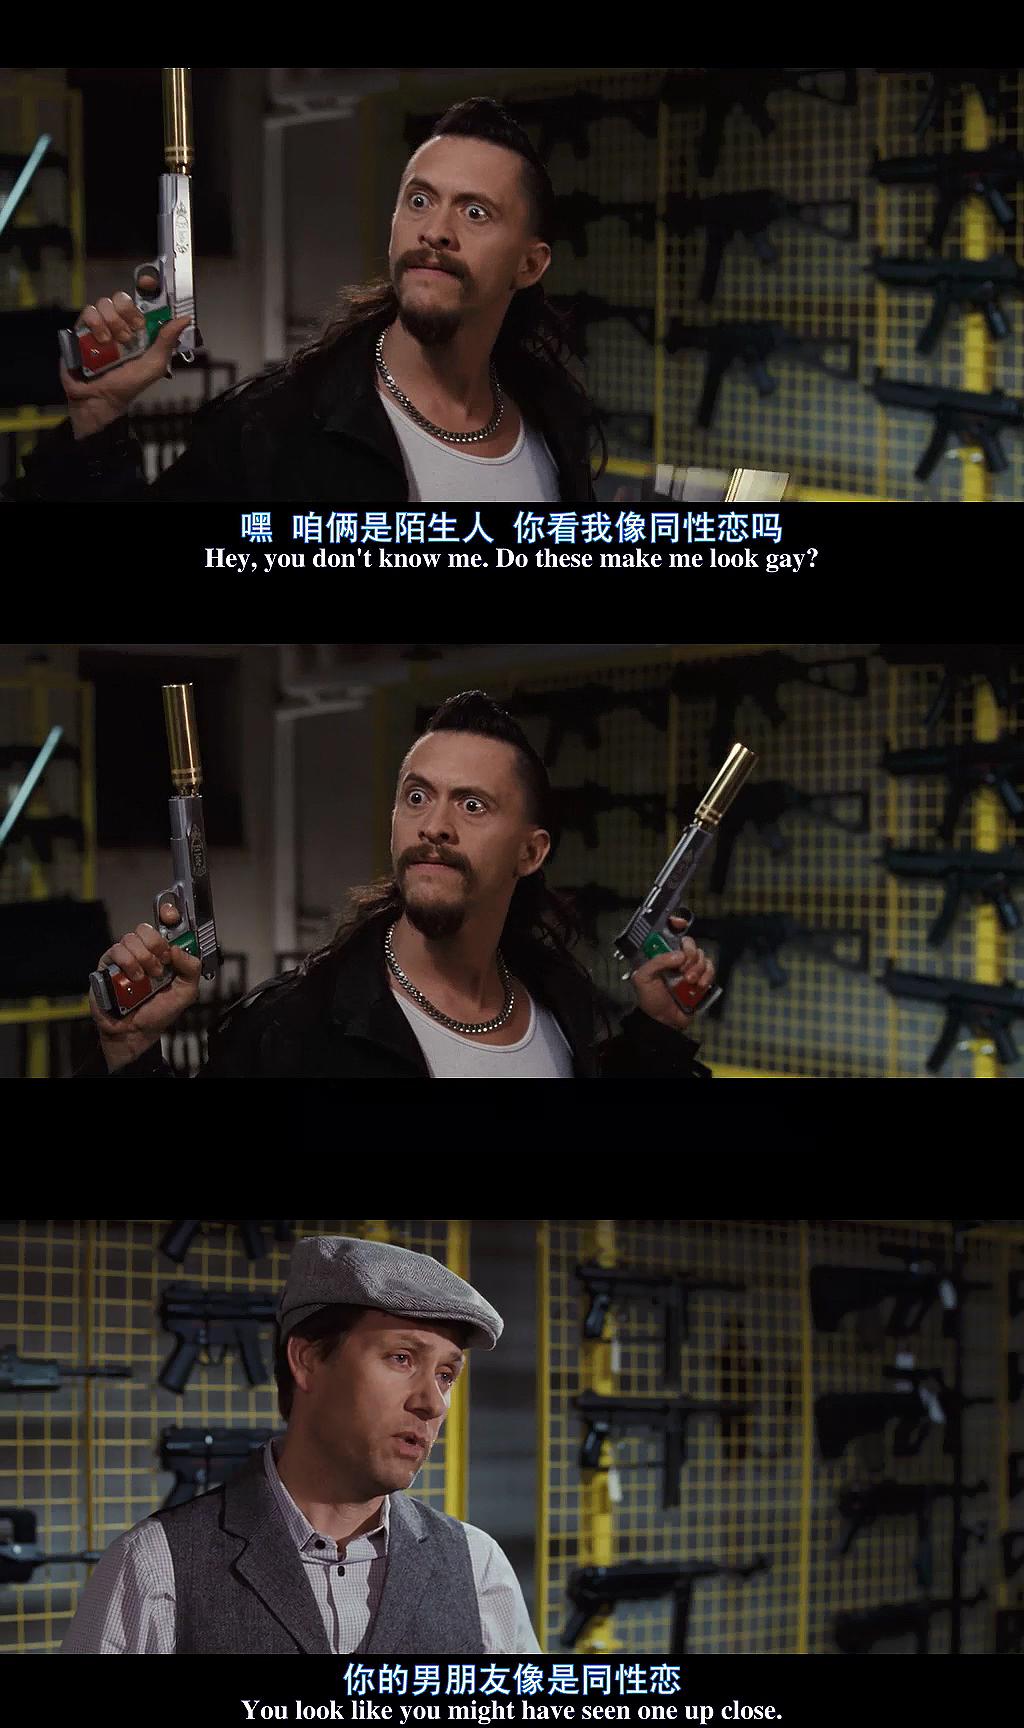 嘿 咱俩是陌生人 你看我像同性恋吗
Hey, you don't know me. Do these make me look gay?
你的男朋友像是同性恋
You look like you might have seen one up close.